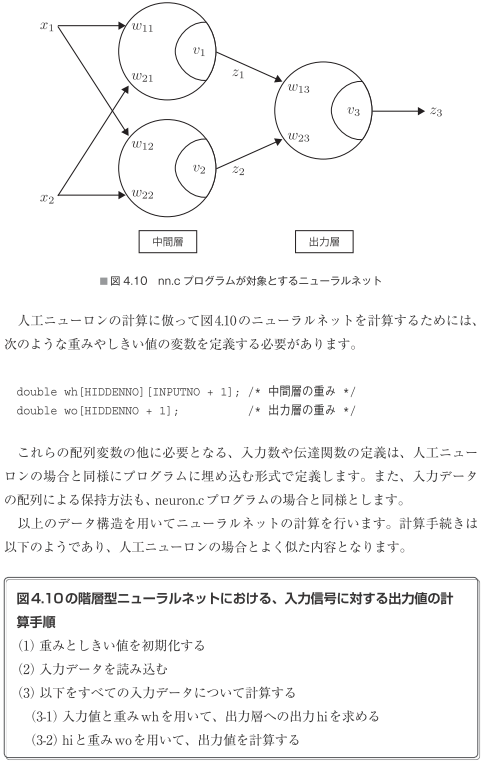 x1
w11
v1
w21
z1
w13
v3
z3
w23
w12
v2
z2
x2
w22
中間層
出力層
■図 4.10　nn.c プログラムが対象とするニューラルネット
人工ニューロンの計算に倣って図4.10のニューラルネットを計算するためには、
次のような重みやしきい値の変数を定義する必要があります。
double wh[HIDDENNO][INPUTNO + 1]; /* 中間層の重み */
double wo[HIDDENNO + 1]; /* 出力層の重み */
これらの配列変数の他に必要となる、入力数や伝達関数の定義は、人工ニュー
ロンの場合と同様にプログラムに埋め込む形式で定義します。また、入力データ
の配列による保持方法も、neuron.cプログラムの場合と同様とします。
以上のデータ構造を用いてニューラルネットの計算を行います。計算手続きは
以下のようであり、人工ニューロンの場合とよく似た内容となります。
図4.10の階層型ニューラルネットにおける、入力信号に対する出力値の計
算手順
(1) 重みとしきい値を初期化する
(2) 入力データを読み込む
(3) 以下をすべての入力データについて計算する
(3-1) 入力値と重みwhを用いて、出力層への出力hiを求める
(3-2) hiと重みwoを用いて、出力値を計算する